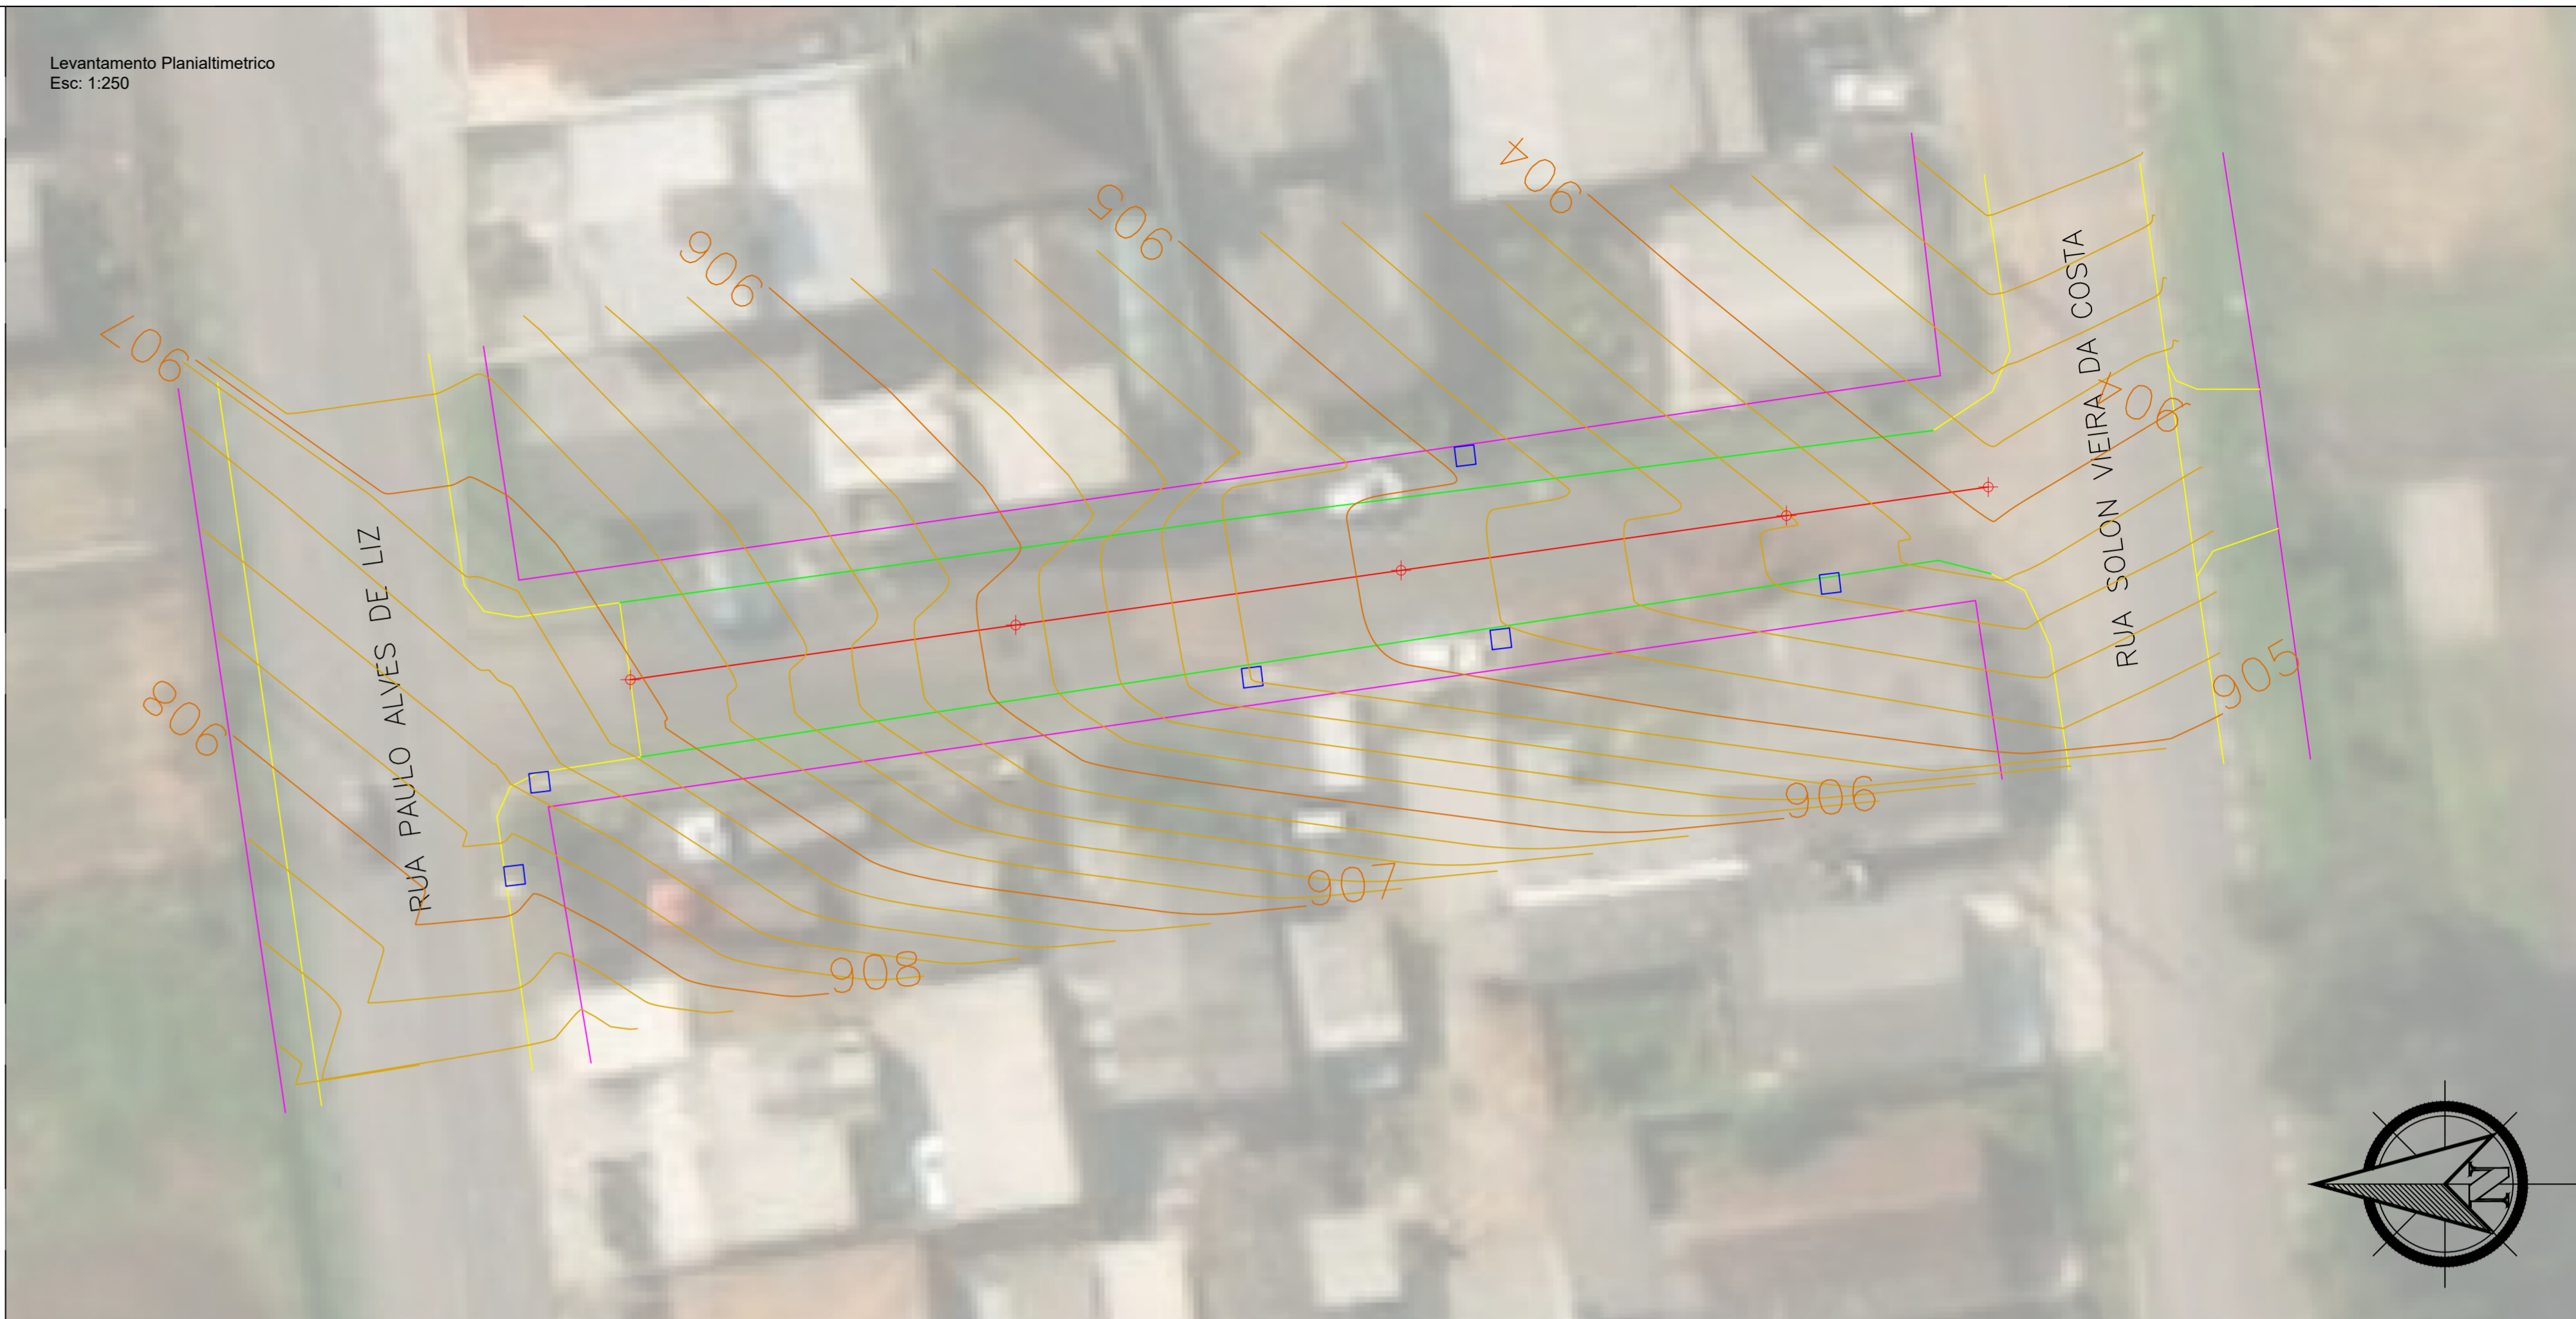 Levantamento Planialtimetrico
Esc: 1:250
904
905
906
907
RUA SOLON VIEIRA DA COSTA
904
RUA PAULO ALVES DE LIZ
908
905
906
907
908
N